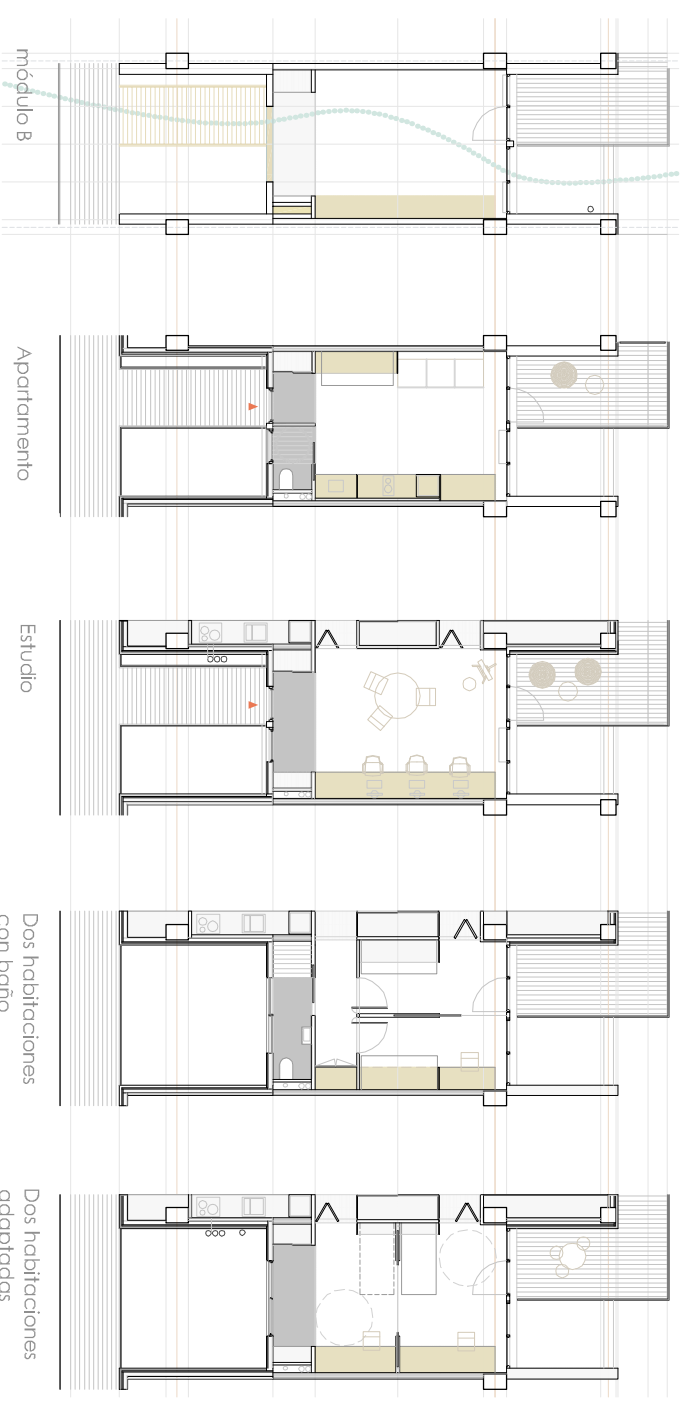 módulo B
Apartamento
Estudio
Dos habitaciones
con baño
Dos habitaciones
adaptadas